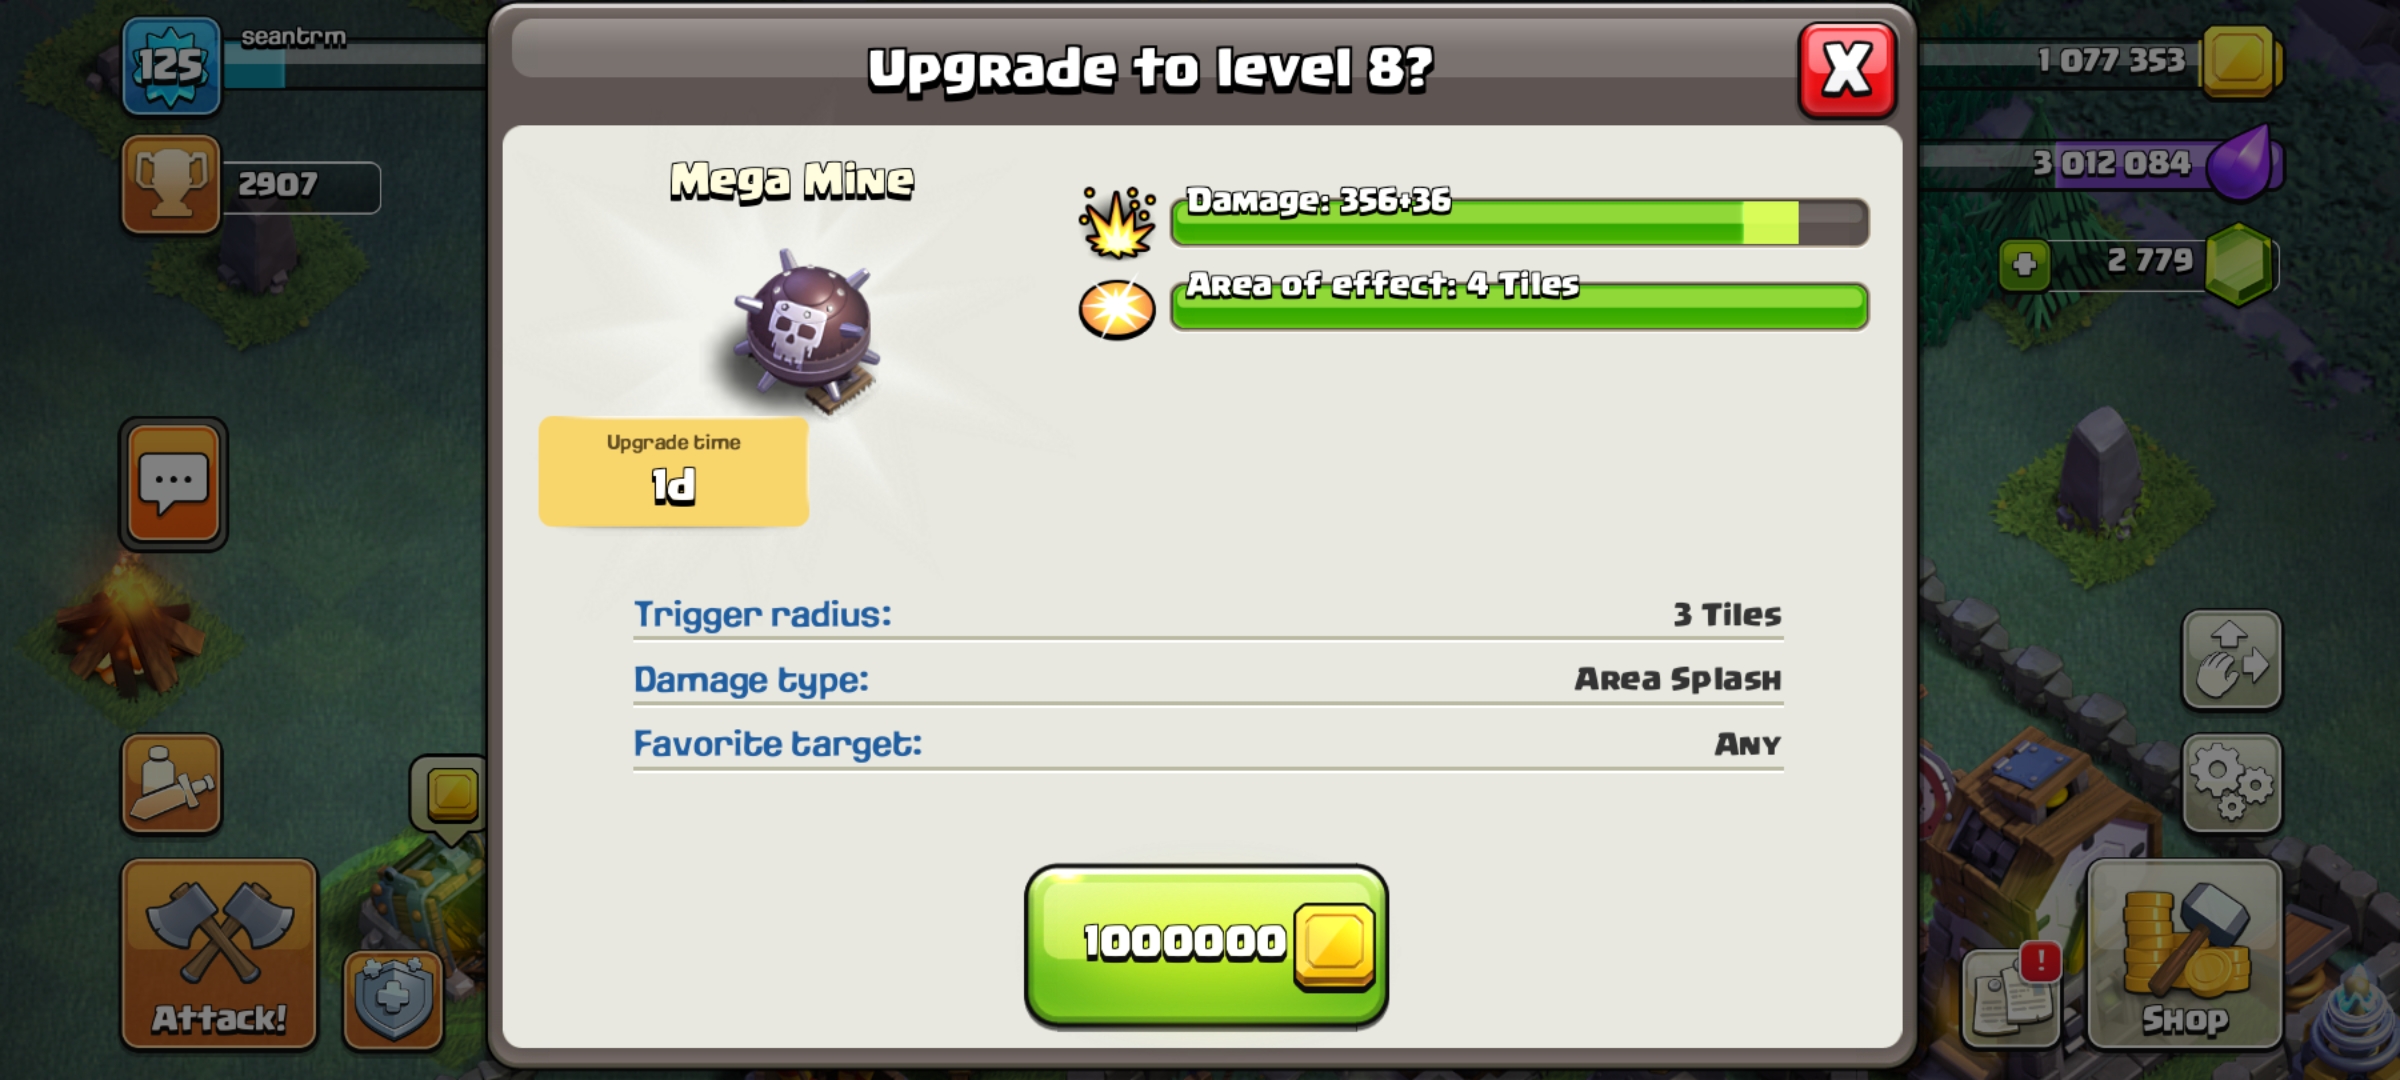 125
seantrm
2907
Upgrade to level 8?
X
1 077 353
3 012 084
2 779
Mega Mine
Damage: 356+36
Area of effect: 4 Tiles
Upgrade time
1d
Trigger radius: 3 Tiles
Damage type: Area Splash
Favorite target: Any
1000000
Attack!
!
Shop